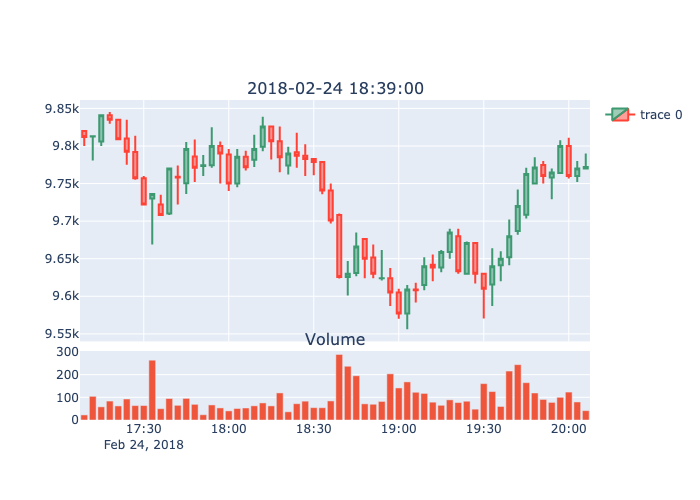 2018-02-24 18:39:00
trace 0
9.85k
9.8k
9.75k
9.7k
9.65k
9.6k
9.55k
Volume
300
200
100
0
17:30 18:00 18:30 19:00 19:30 20:00
Feb 24, 2018